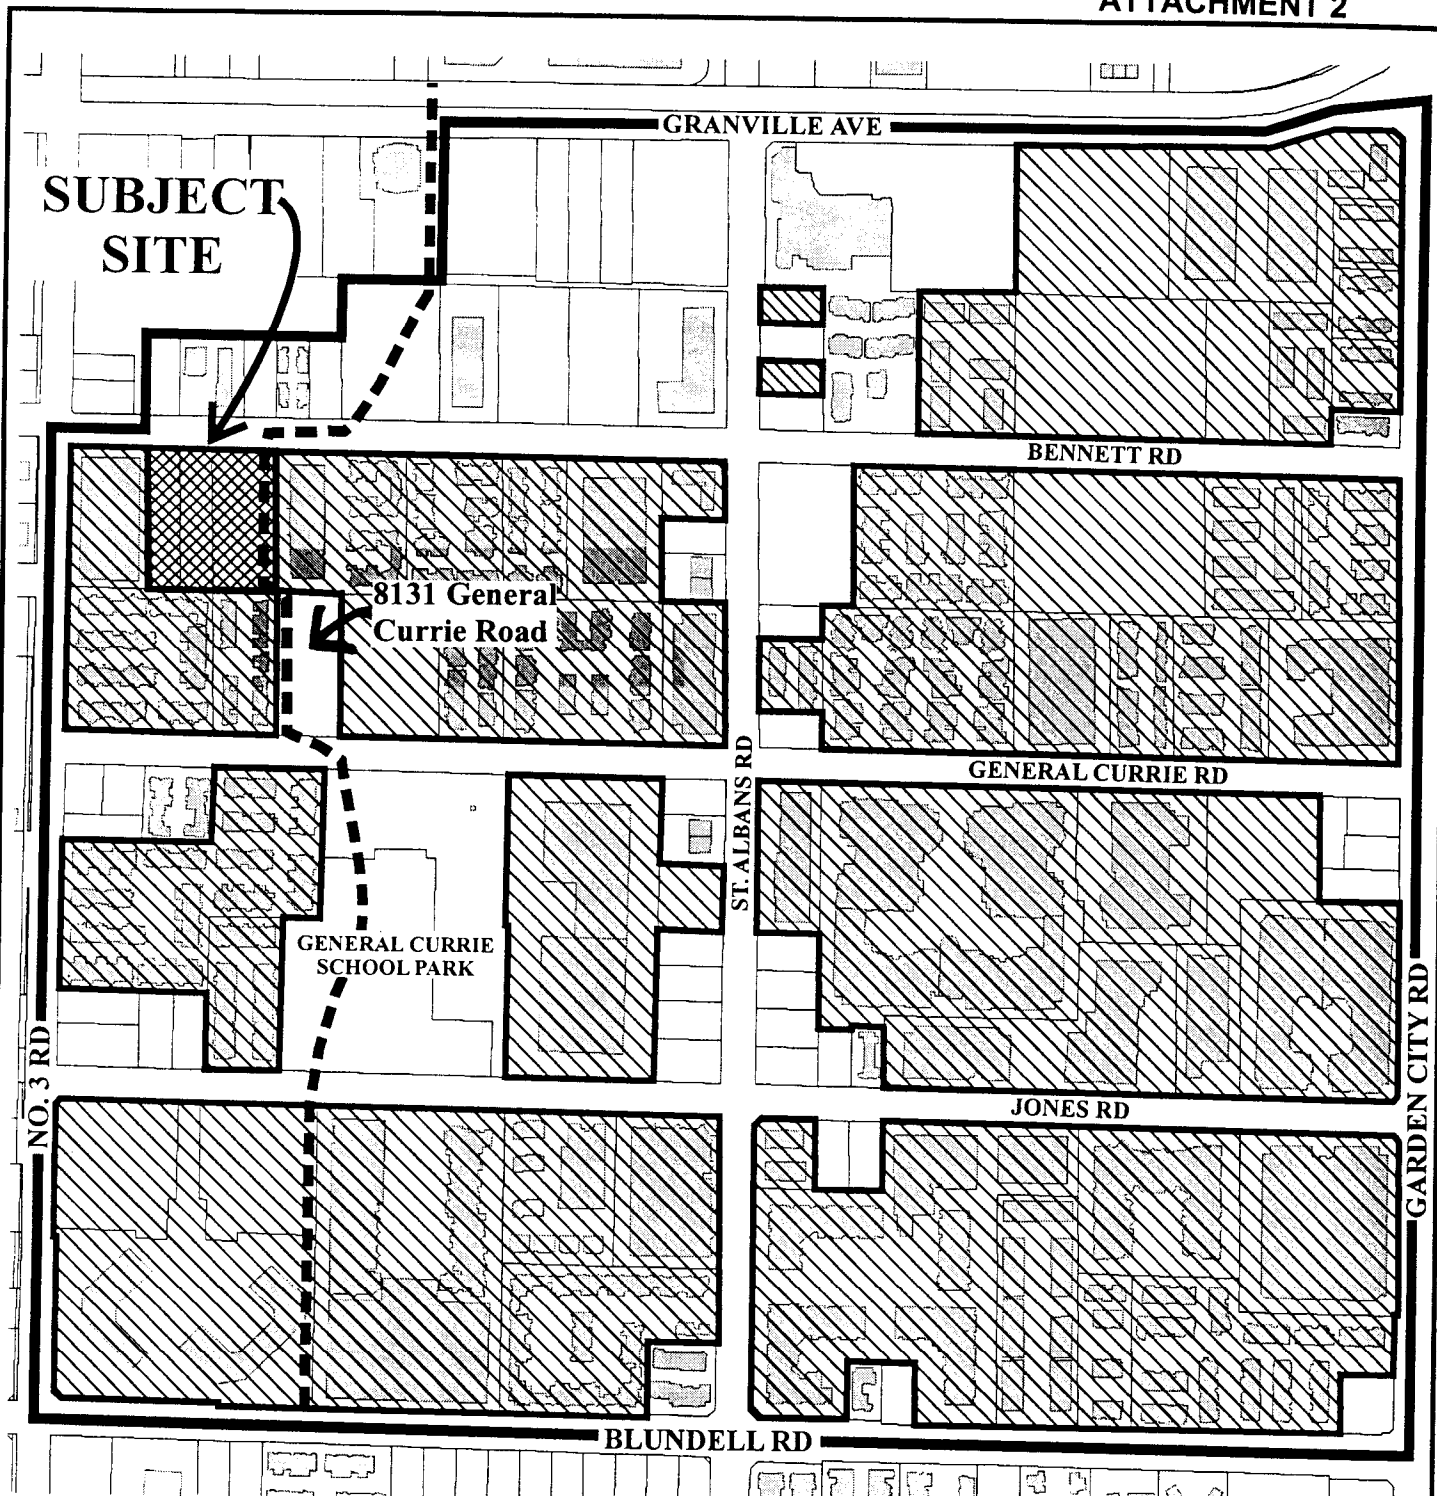 ATTACHMENT 2
GRANVILLE AVE
SUBJECT
SITE
BENNETT RD
8131 General
Currie Road
GENERAL CURRIE RD
ST. ALBANS RD
GENERAL CURRIE
SCHOOL PARK
NO. 3 RD
GARDEN CITY RD
JONES RD
BLUNDELL RD